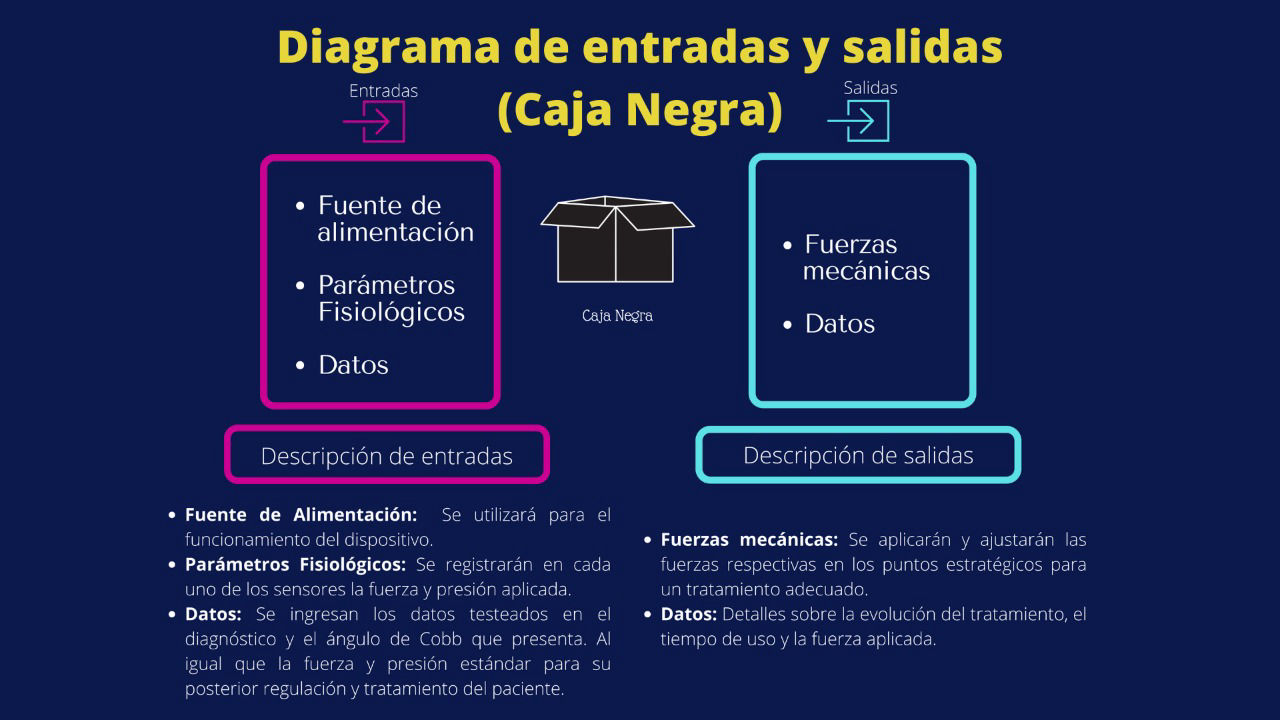 Diagrama de entradas y salidas
(Caja Negra)
Entradas
Salidas
• Fuente de
alimentación
• Parámetros
Fisiológicos
• Datos
Caja Negra
• Fuerzas
mecánicas
• Datos
Descripción de entradas
• Fuente de Alimentación: Se utilizará para el
funcionamiento del dispositivo.
• Parámetros Fisiológicos: Se registrarán en cada
uno de los sensores la fuerza y presión aplicada.
• Datos: Se ingresan los datos testeados en el
diagnóstico y el ángulo de Cobb que presenta. Al
igual que la fuerza y presión estándar para su
posterior regulación y tratamiento del paciente.
Descripción de salidas
• Fuerzas mecánicas: Se aplicarán y ajustarán las
fuerzas respectivas en los puntos estratégicos para
un tratamiento adecuado.
• Datos: Detalles sobre la evolución del tratamiento, el
tiempo de uso y la fuerza aplicada.